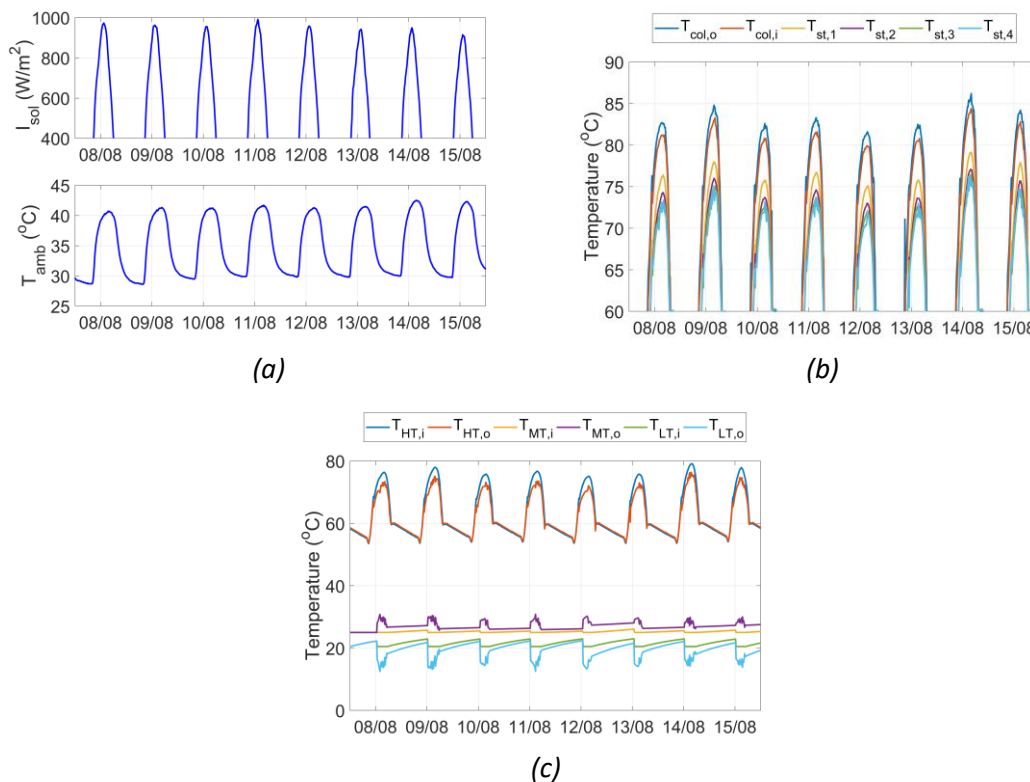 1000
800
600
400
I_sol (W/m²)
08/08 09/08 10/08 11/08 12/08 13/08 14/08 15/08
45
40
35
30
25
T_amb (°C)
08/08 09/08 10/08 11/08 12/08 13/08 14/08 15/08
(a)
T_col,o T_col,i T_st,1 T_st,2 T_st,3 T_st,4
90
85
80
75
70
65
60
Temperature (°C)
08/08 09/08 10/08 11/08 12/08 13/08 14/08 15/08
(b)
T_HT,i T_HT,o T_MT,i T_MT,o T_LT,i T_LT,o
80
60
40
20
0
Temperature (°C)
08/08 09/08 10/08 11/08 12/08 13/08 14/08 15/08
(c)